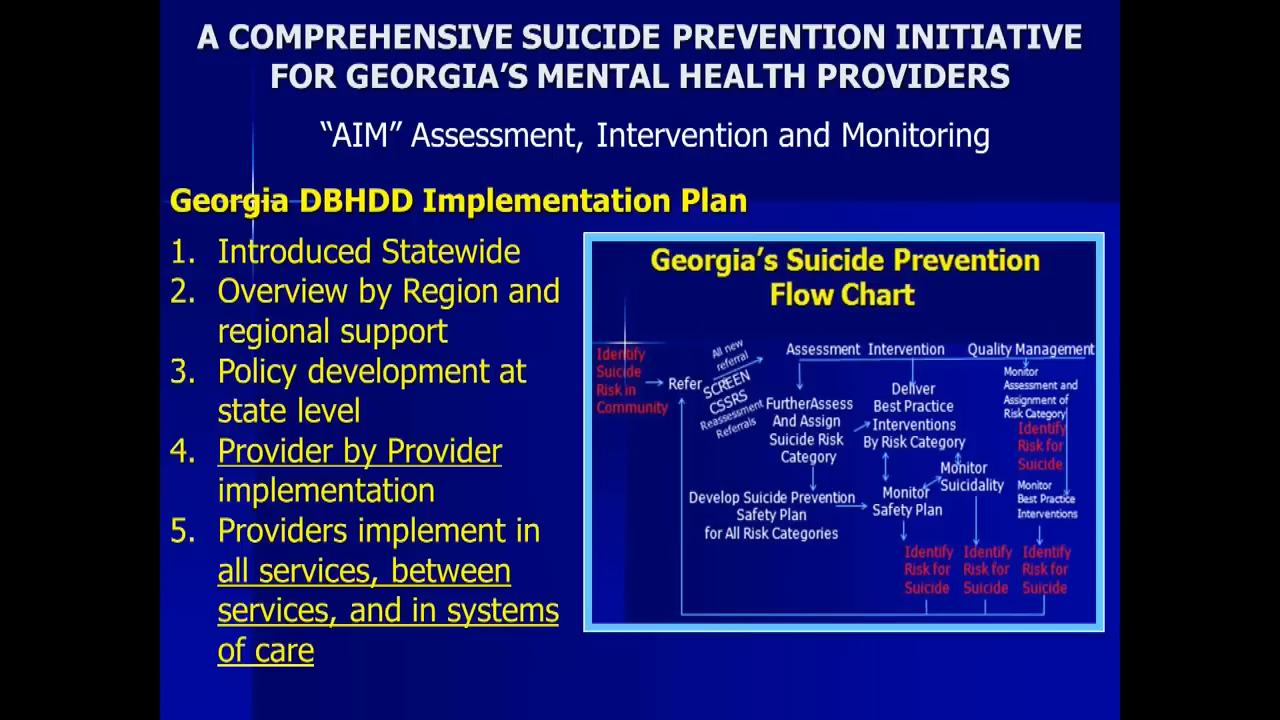 A COMPREHENSIVE SUICIDE PREVENTION INITIATIVE
FOR GEORGIA'S MENTAL HEALTH PROVIDERS
“AIM” Assessment, Intervention and Monitoring
Georgia DBHDD Implementation Plan
1. Introduced Statewide
2. Overview by Region and
regional support
3. Policy development at
state level
4. Provider by Provider
implementation
5. Providers implement in
all services, between
services, and in systems
of care
Georgia's Suicide Prevention
Flow Chart
Identify
Suicide
Risk in
Community
Refer
All new
referral
SCREEN
CSSRS
Reassessment
Referrals
Assessment Intervention
Quality Management
FurtherAssess
And Assign
Suicide Risk
Category
Deliver
Best Practice
Interventions
By Risk Category
Monitor
Assessment and
Assignment of
Risk Category
Identify
Risk for
Suicide
Monitor
Suicidality
Monitor
Best Practice
Interventions
Develop Suicide Prevention
Safety Plan
for All Risk Categories
Monitor
Safety Plan
Identify
Risk for
Suicide
Identify
Risk for
Suicide
Identify
Risk for
Suicide